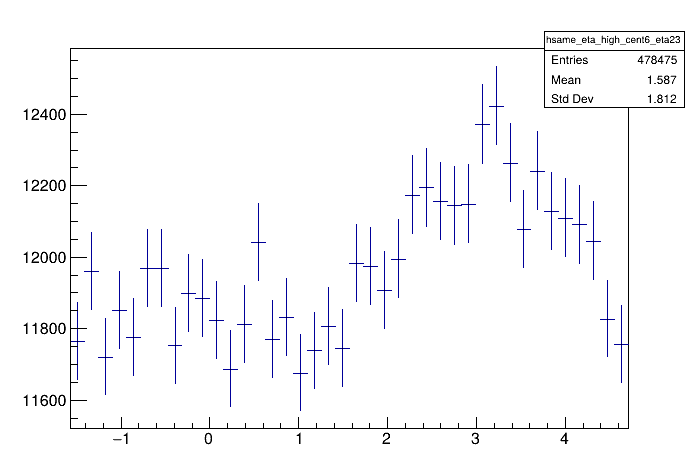 hsame_eta_high_cent6_eta23
Entries 478475
Mean 1.587
Std Dev 1.812
12400
12200
12000
11800
11600
−1 0 1 2 3 4